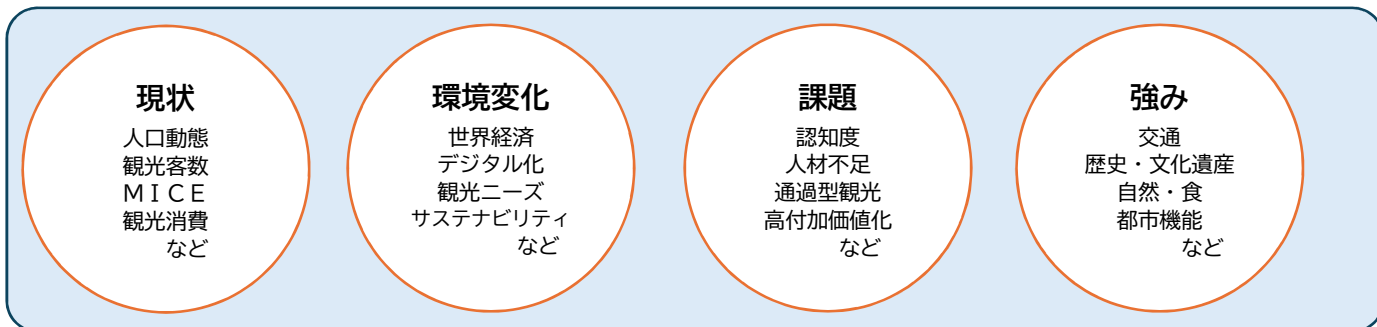 現状
人口動態
観光客数
ＭＩＣＥ
観光消費
など
環境変化
世界経済
デジタル化
観光ニーズ
サステナビリティ
など
課題
認知度
人材不足
通過型観光
高付加価値化
など
強み
交通
歴史・文化遺産
自然・食
都市機能
など